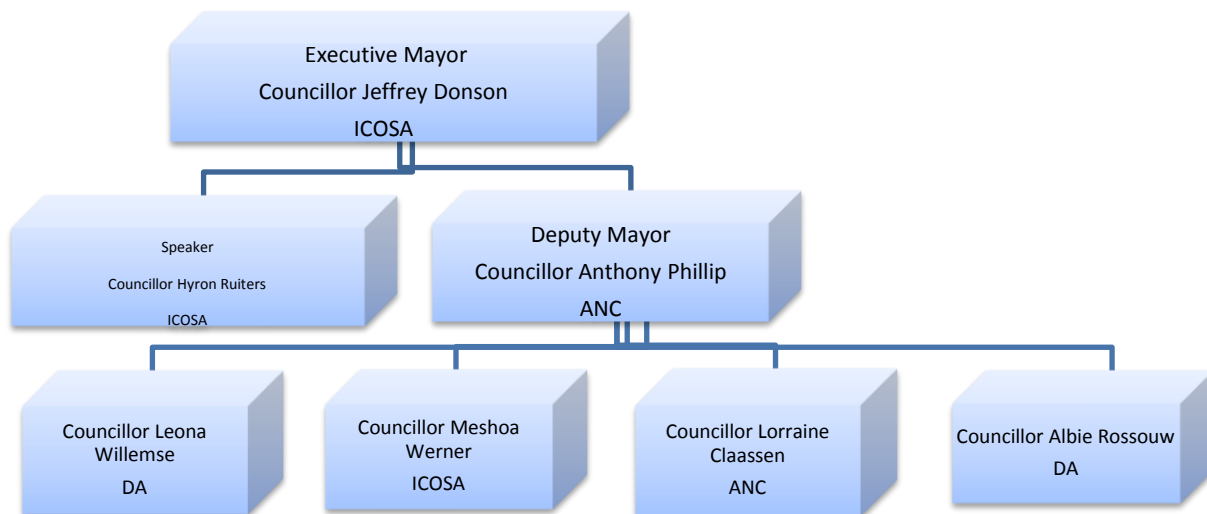 Executive Mayor
Councillor Jeffrey Donson
ICOSA
Speaker
Councillor Hyron Ruiters
ICOSA
Deputy Mayor
Councillor Anthony Phillip
ANC
Councillor Leona
Willemse
DA
Councillor Meshoa
Werner
ICOSA
Councillor Lorraine
Claassen
ANC
Councillor Albie Rossouw
DA